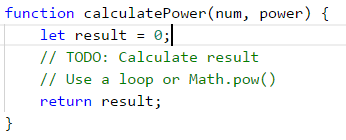 function calculatePower(num, power) {
    let result = 0;
    // TODO: Calculate result
    // Use a loop or Math.pow()
    return result;
}